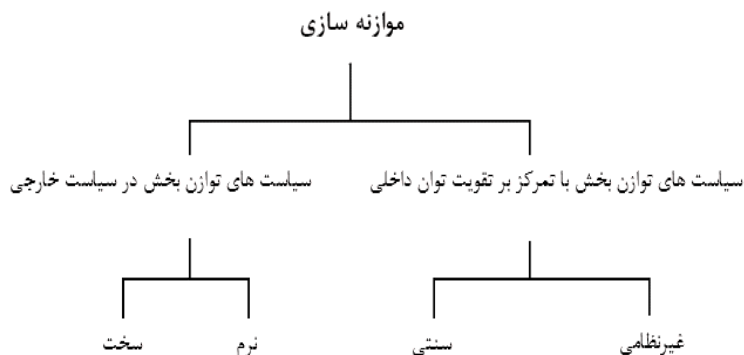 موازنه سازی
سیاست های توازن بخش با تمرکز بر تقویت توان داخلی
سیاست های توازن بخش در سیاست خارجی
غیرنظامی
سنتی
نرم
سخت